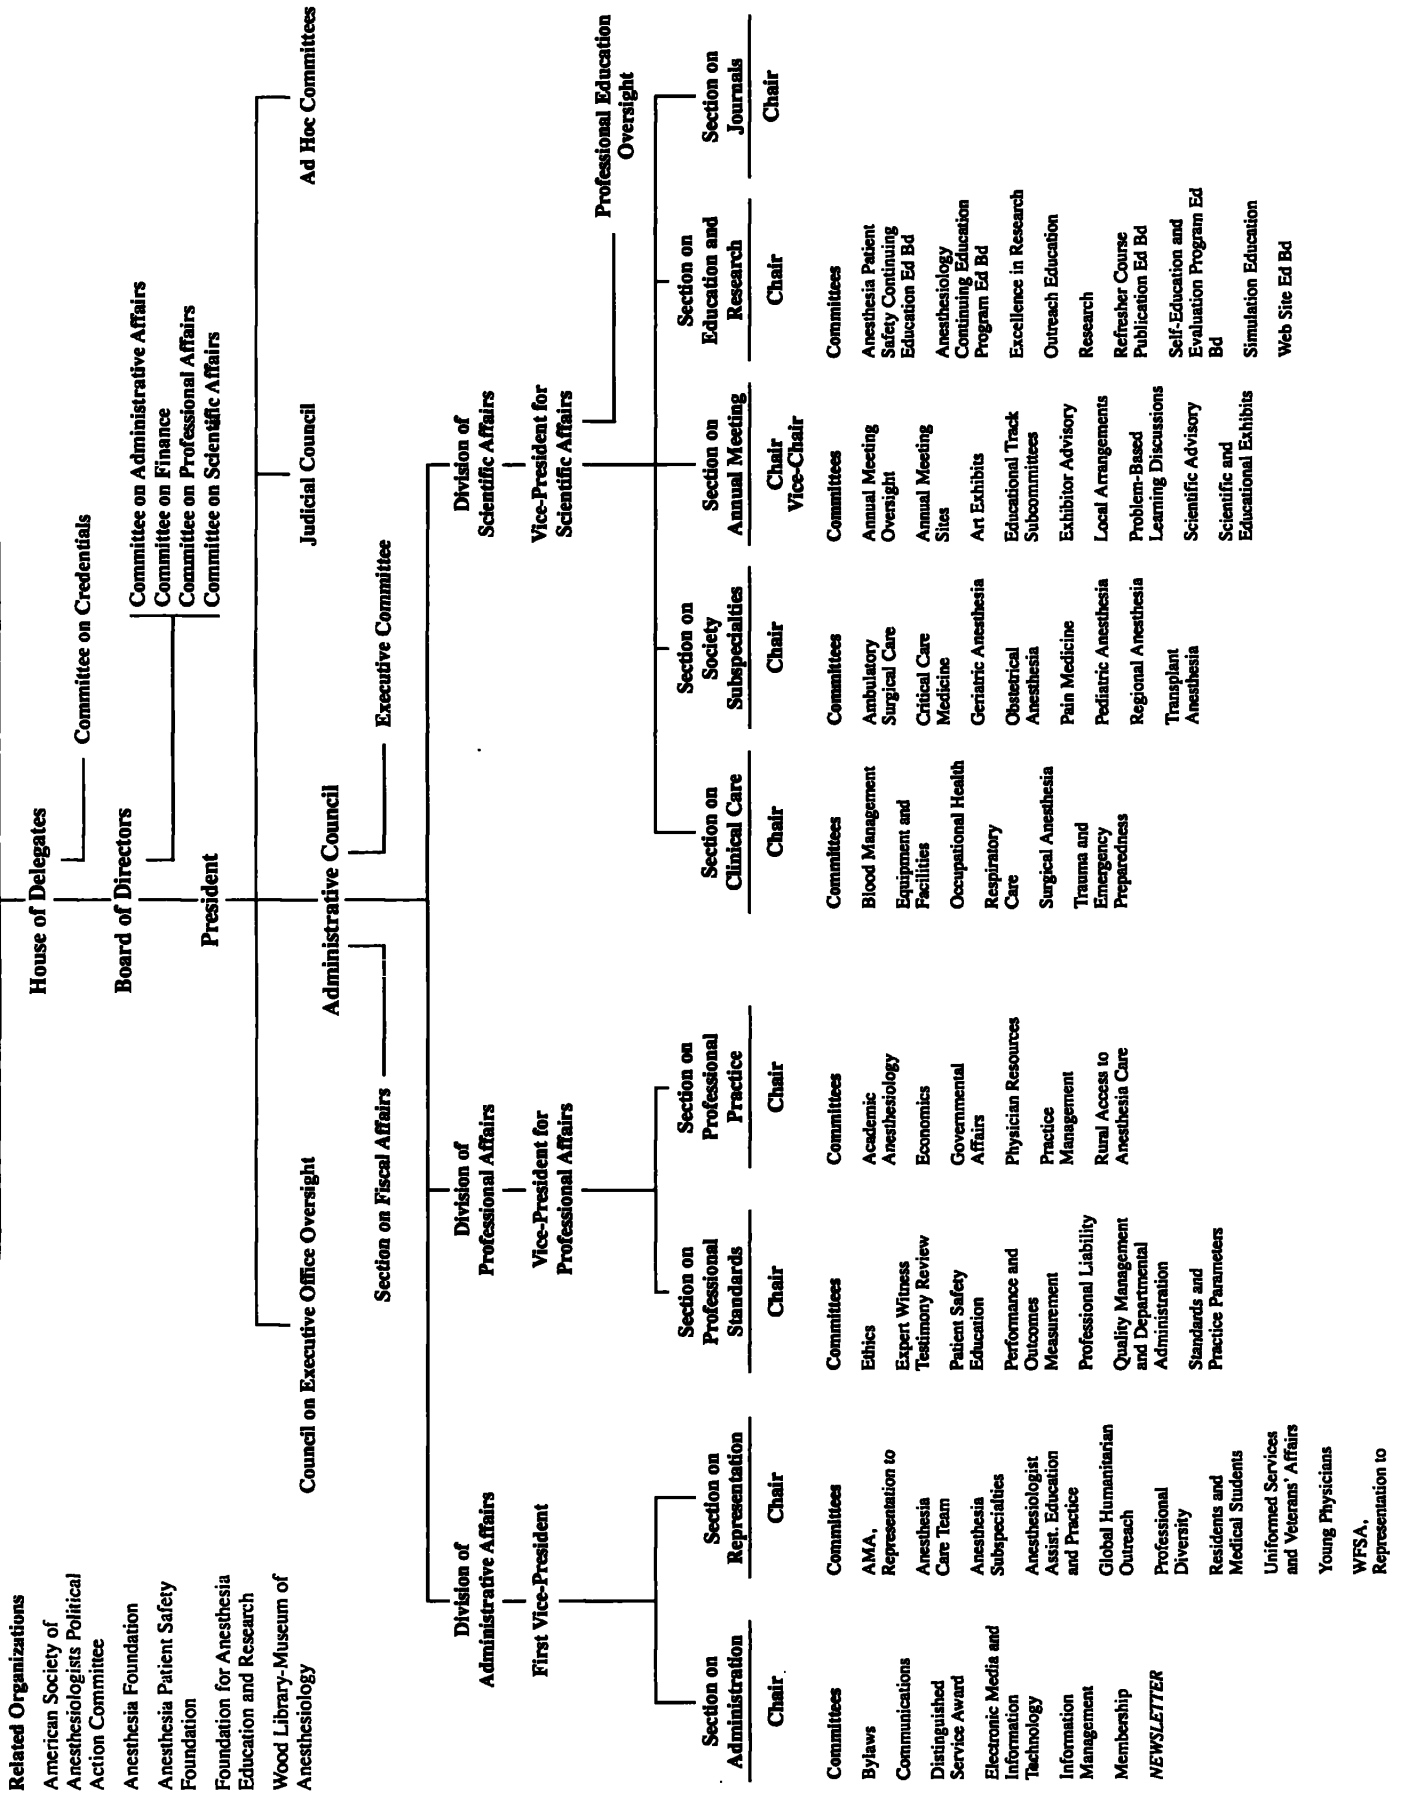 Related Organizations
American Society of
Anesthesiologists Political
Action Committee
Anesthesia Foundation
Anesthesia Patient Safety
Foundation
Foundation for Anesthesia
Education and Research
Wood Library-Museum of
Anesthesiology
House of Delegates
Committee on Credentials
Board of Directors
Committee on Administrative Affairs
Committee on Finance
Committee on Professional Affairs
Committee on Scientific Affairs
President
Council on Executive Office Oversight
Judicial Council
Ad Hoc Committees
Administrative Council
Section on Fiscal Affairs
Executive Committee
Division of
Administrative Affairs
First Vice-President
Division of
Professional Affairs
Vice-President for
Professional Affairs
Division of
Scientific Affairs
Vice-President for
Scientific Affairs
Professional Education
Oversight
Section on
Administration
Chair
Committees
Bylaws
Communications
Distinguished
Service Award
Electronic Media and
Information
Technology
Information
Management
Membership
NEWSLETTER
Section on
Representation
Chair
Committees
AMA,
Representation to
Anesthesia
Care Team
Anesthesia
Subspecialties
Anesthesiologist
Assist. Education
and Practice
Global Humanitarian
Outreach
Professional
Diversity
Residents and
Medical Students
Uniformed Services
and Veterans' Affairs
Young Physicians
WFSA,
Representation to
Section on
Professional
Standards
Chair
Committees
Ethics
Expert Witness
Testimony Review
Patient Safety
Education
Performance and
Outcomes
Measurement
Professional Liability
Quality Management
and Departmental
Administration
Standards and
Practice Parameters
Section on
Professional
Practice
Chair
Committees
Academic
Anesthesiology
Economics
Governmental
Affairs
Physician Resources
Practice
Management
Rural Access to
Anesthesia Care
Section on
Clinical Care
Chair
Committees
Blood Management
Equipment and
Facilities
Occupational Health
Respiratory
Care
Surgical Anesthesia
Trauma and
Emergency
Preparedness
Section on
Society
Subspecialties
Chair
Committees
Ambulatory
Surgical Care
Critical Care
Medicine
Geriatric Anesthesia
Obstetrical
Anesthesia
Pain Medicine
Pediatric Anesthesia
Regional Anesthesia
Transplant
Anesthesia
Section on
Annual Meeting
Chair
Vice-Chair
Committees
Annual Meeting
Oversight
Annual Meeting
Sites
Art Exhibits
Educational Track
Subcommittees
Exhibitor Advisory
Local Arrangements
Problem-Based
Learning Discussions
Scientific Advisory
Scientific and
Educational Exhibits
Section on
Education and
Research
Chair
Committees
Anesthesia Patient
Safety Continuing
Education Ed Bd
Anesthesiology
Continuing Education
Program Ed Bd
Excellence in Research
Outreach Education
Research
Refresher Course
Publication Ed Bd
Self-Education and
Evaluation Program Ed
Bd
Simulation Education
Web Site Ed Bd
Section on
Journals
Chair